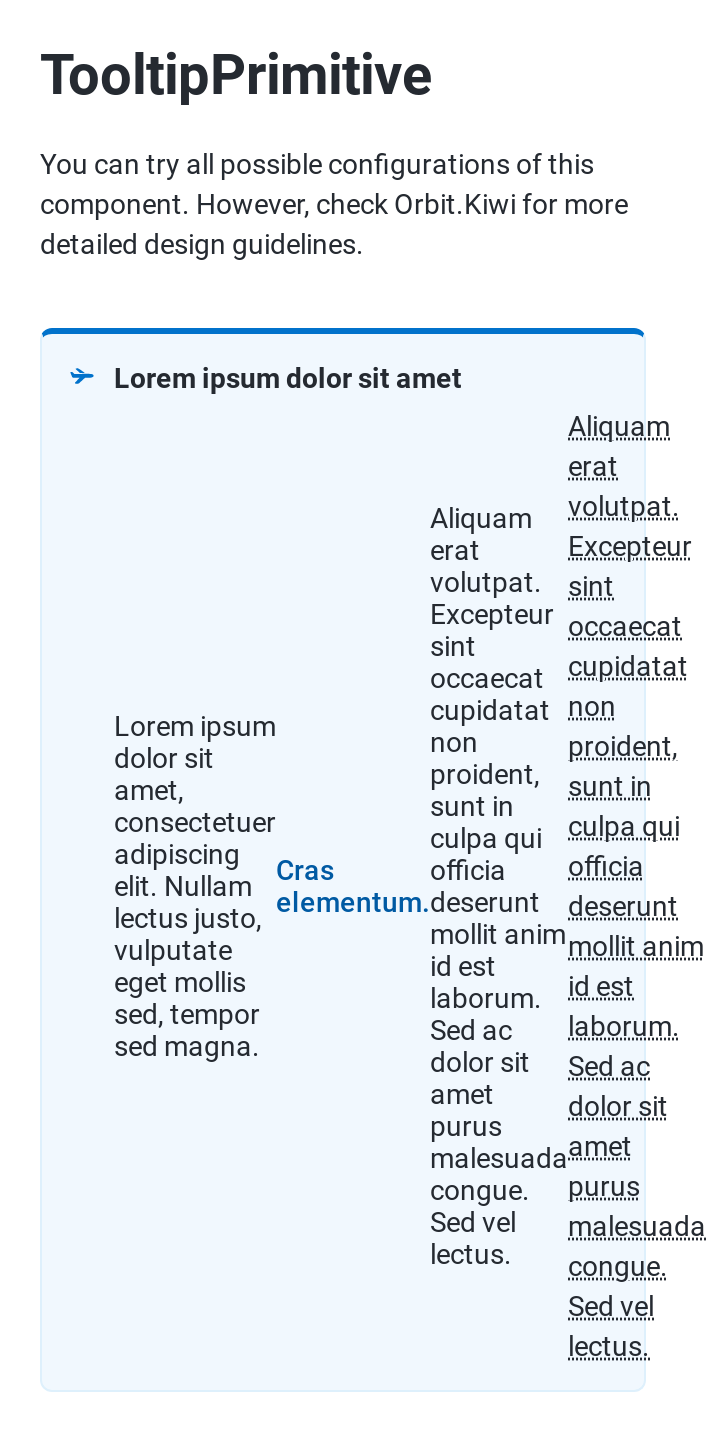 TooltipPrimitive
You can try all possible configurations of this
component. However, check Orbit.Kiwi for more
detailed design guidelines.
Lorem ipsum dolor sit amet
Lorem ipsum
dolor sit
amet,
consectetuer
adipiscing
elit. Nullam
lectus justo,
vulputate
eget mollis
sed, tempor
sed magna.
Cras
elementum.
Aliquam
erat
volutpat.
Excepteur
sint
occaecat
cupidatat
non
proident,
sunt in
culpa qui
officia
deserunt
mollit anim
id est
laborum.
Sed ac
dolor sit
amet
purus
malesuada
congue.
Sed vel
lectus.
Aliquam
erat
volutpat.
Excepteur
sint
occaecat
cupidatat
non
proident,
sunt in
culpa qui
officia
deserunt
mollit anim
id est
laborum.
Sed ac
dolor sit
amet
purus
malesuada
congue.
Sed vel
lectus.